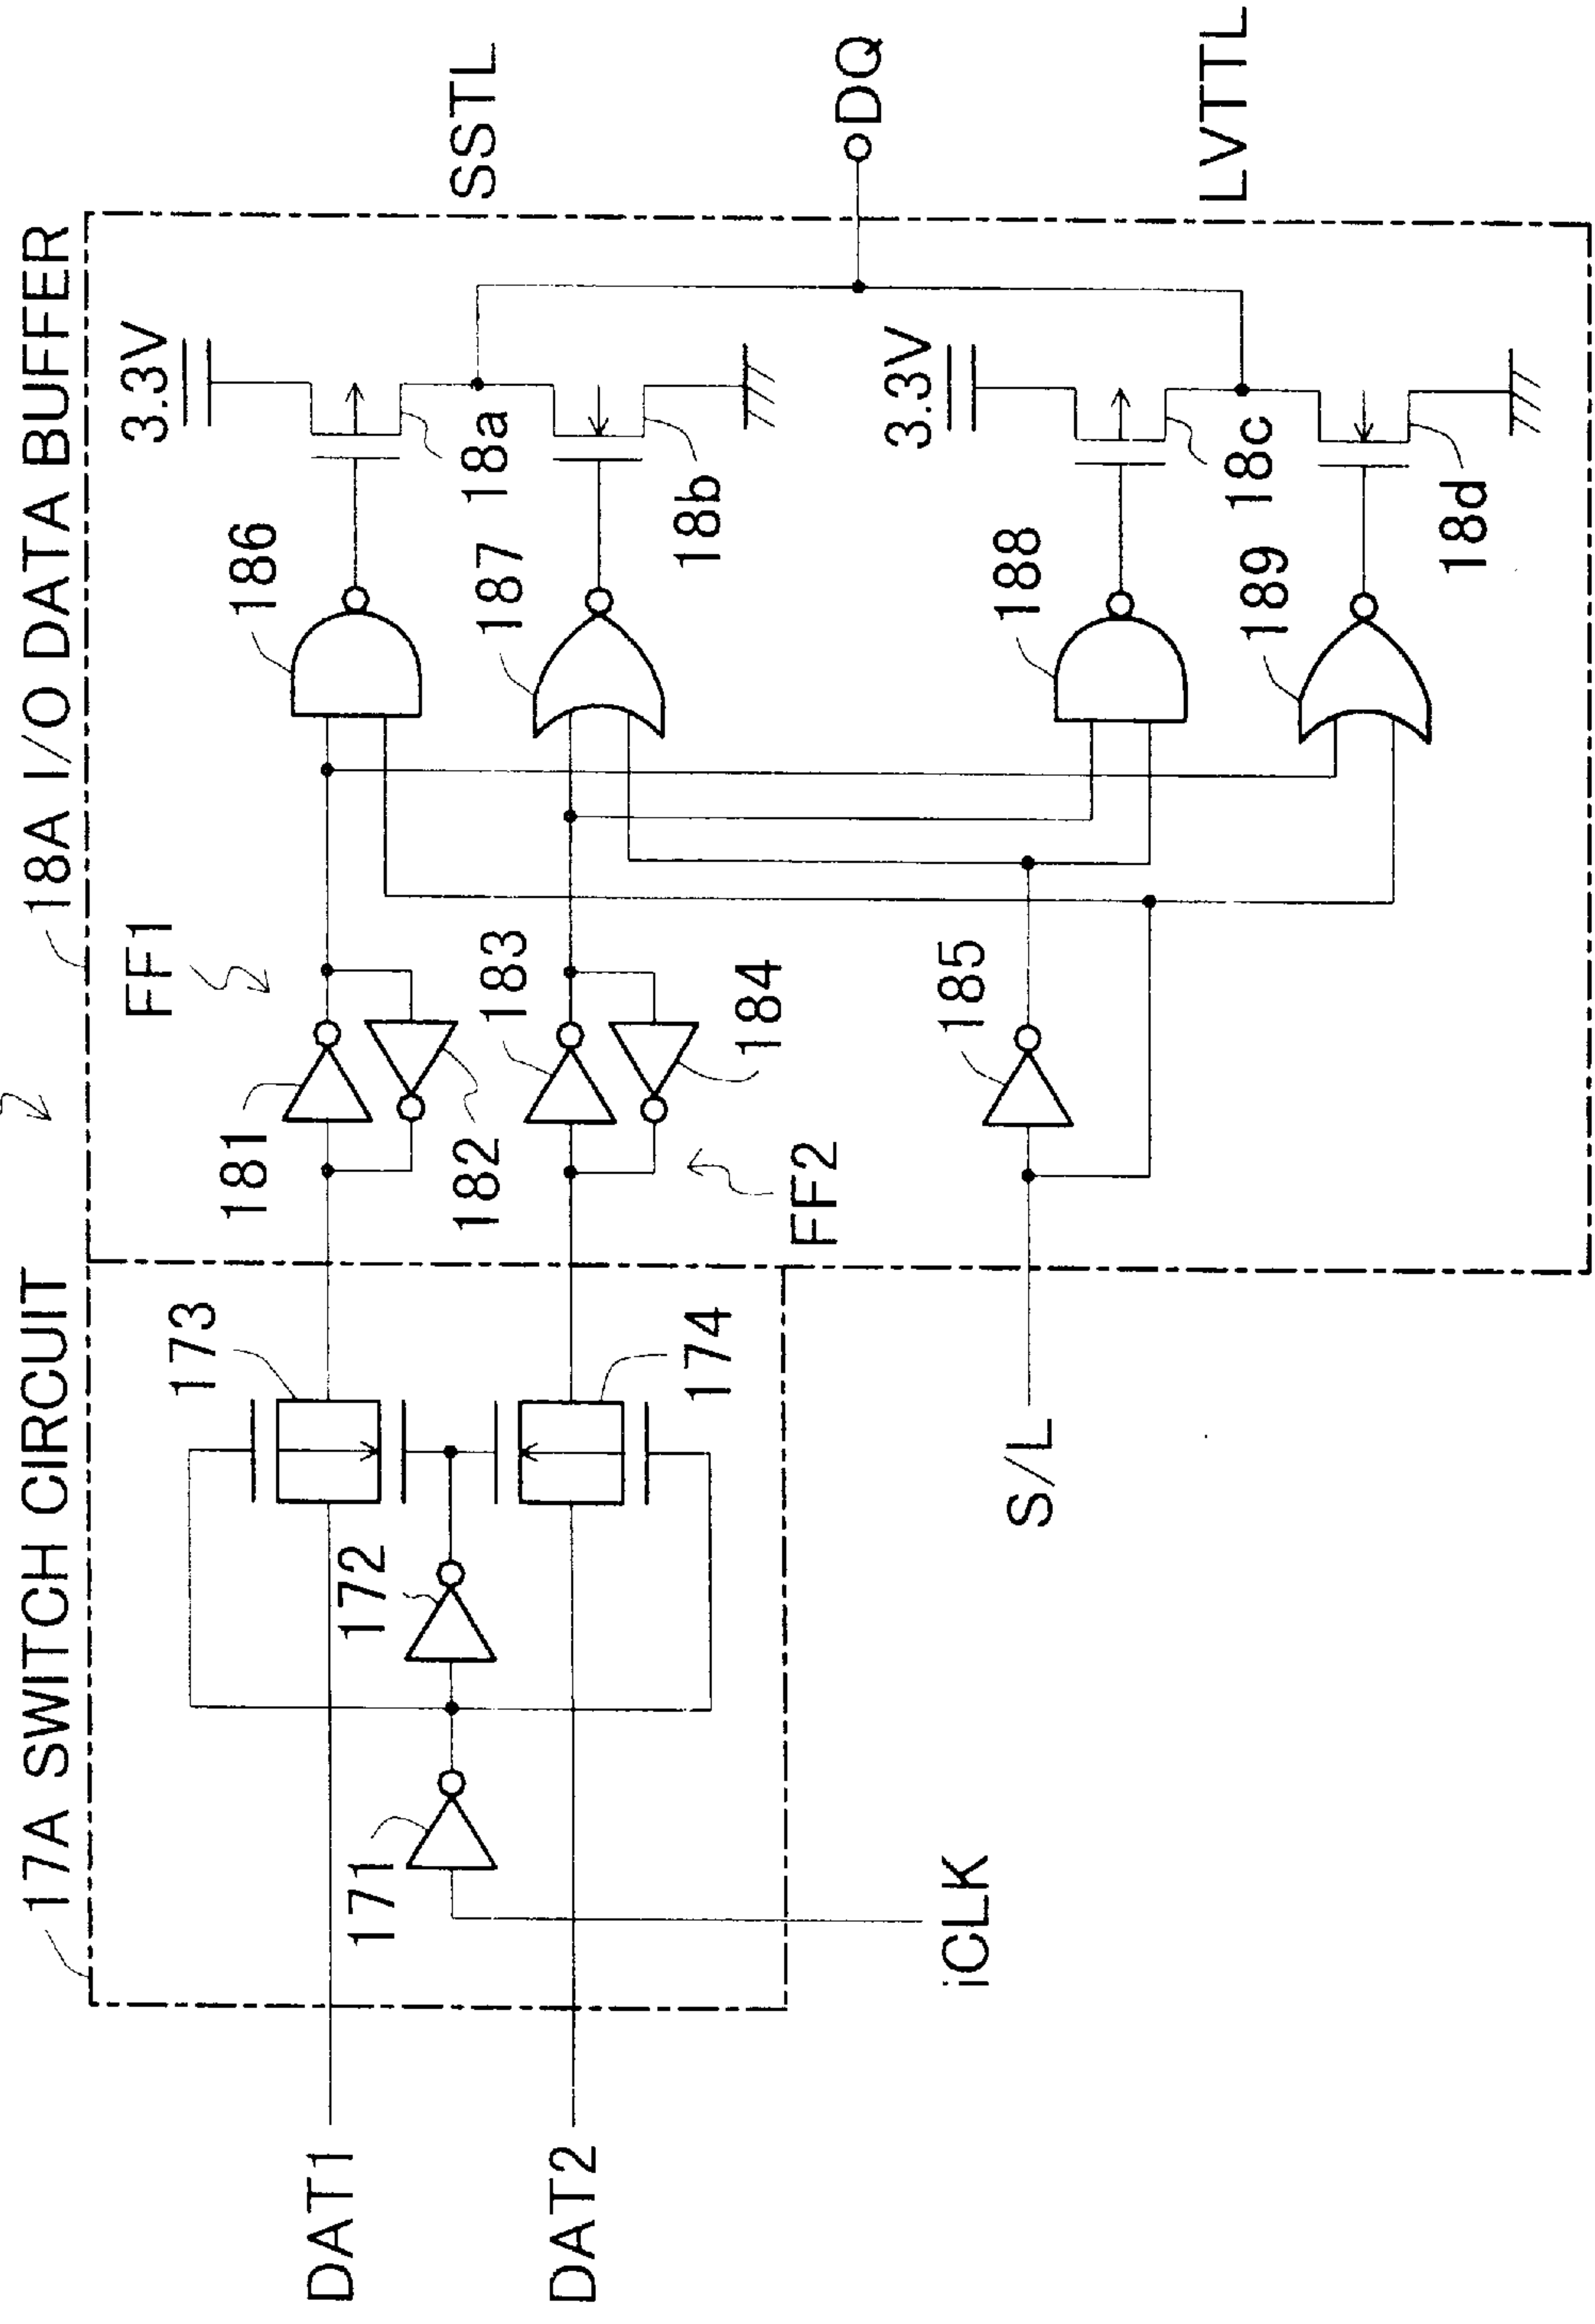 17A SWITCH CIRCUIT
18A I/O DATA BUFFER
FF1
3.3V
173
181
186
SSTL
DAT1
172
182
18a
171
183
187
DAT2
174
184
18b
FF2
DQ
iCLK
S/L
185
188
3.3V
18c
LVTTL
189
18d